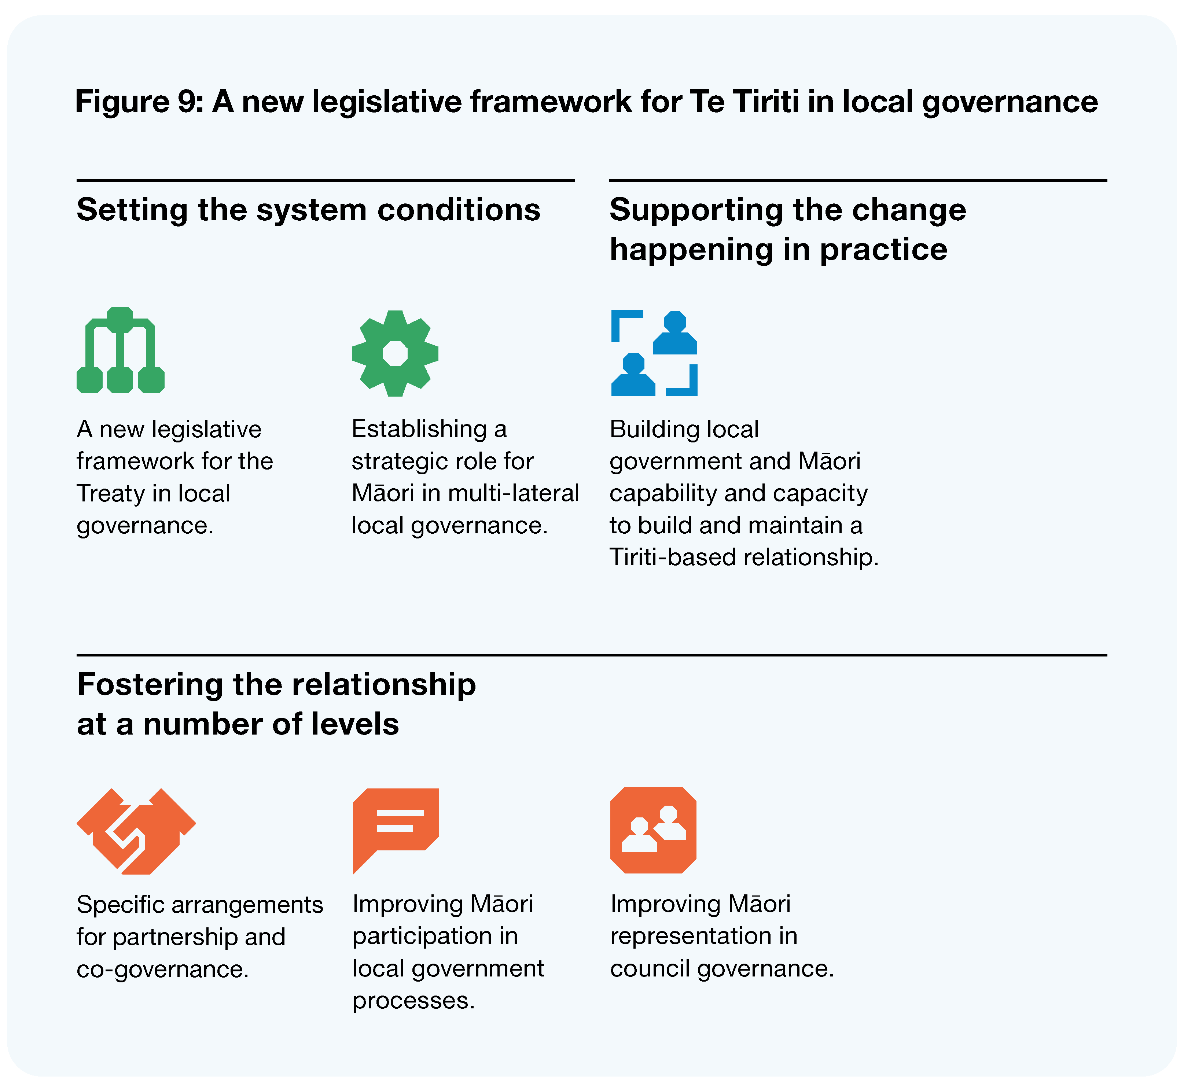 Figure 9: A new legislative framework for Te Tiriti in local governance
Setting the system conditions
A new legislative
framework for the
Treaty in local
governance.
Establishing a
strategic role for
Māori in multi-lateral
local governance.
Supporting the change
happening in practice
Building local
government and Māori
capability and capacity
to build and maintain a
Tiriti-based relationship.
Fostering the relationship
at a number of levels
Specific arrangements
for partnership and
co-governance.
Improving Māori
participation in
local government
processes.
Improving Māori
representation in
council governance.